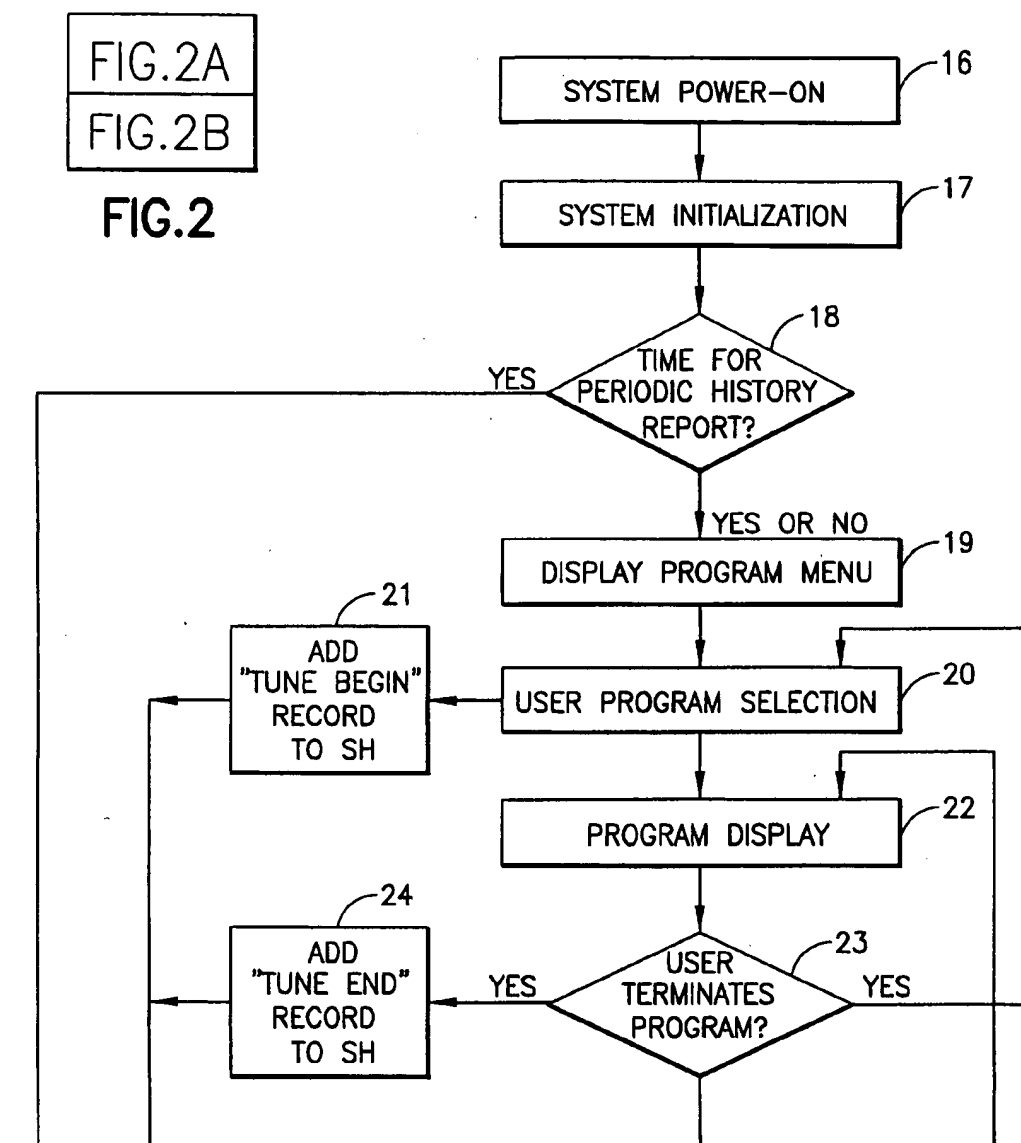 FIG.2A
FIG.2B
FIG.2
SYSTEM POWER-ON
16
SYSTEM INITIALIZATION
17
18
TIME FOR
PERIODIC HISTORY
REPORT?
YES
YES OR NO
DISPLAY PROGRAM MENU
19
21
ADD
"TUNE BEGIN"
RECORD
TO SH
USER PROGRAM SELECTION
20
PROGRAM DISPLAY
22
24
ADD
"TUNE END"
RECORD
TO SH
YES
USER
TERMINATES
PROGRAM?
23
YES